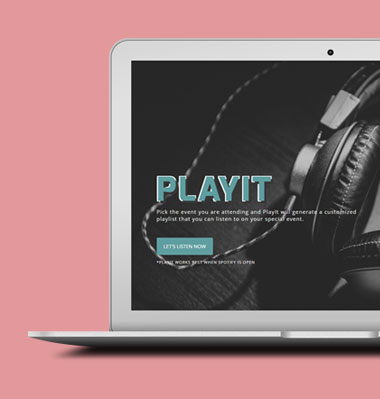 PLAYIT
Pick the event you are attending and PlayIt will generate a customized
playlist that you can listen to on your special event.
LET'S LISTEN NOW
*PLAYIT WORKS BEST WHEN SPOTIFY IS OPEN